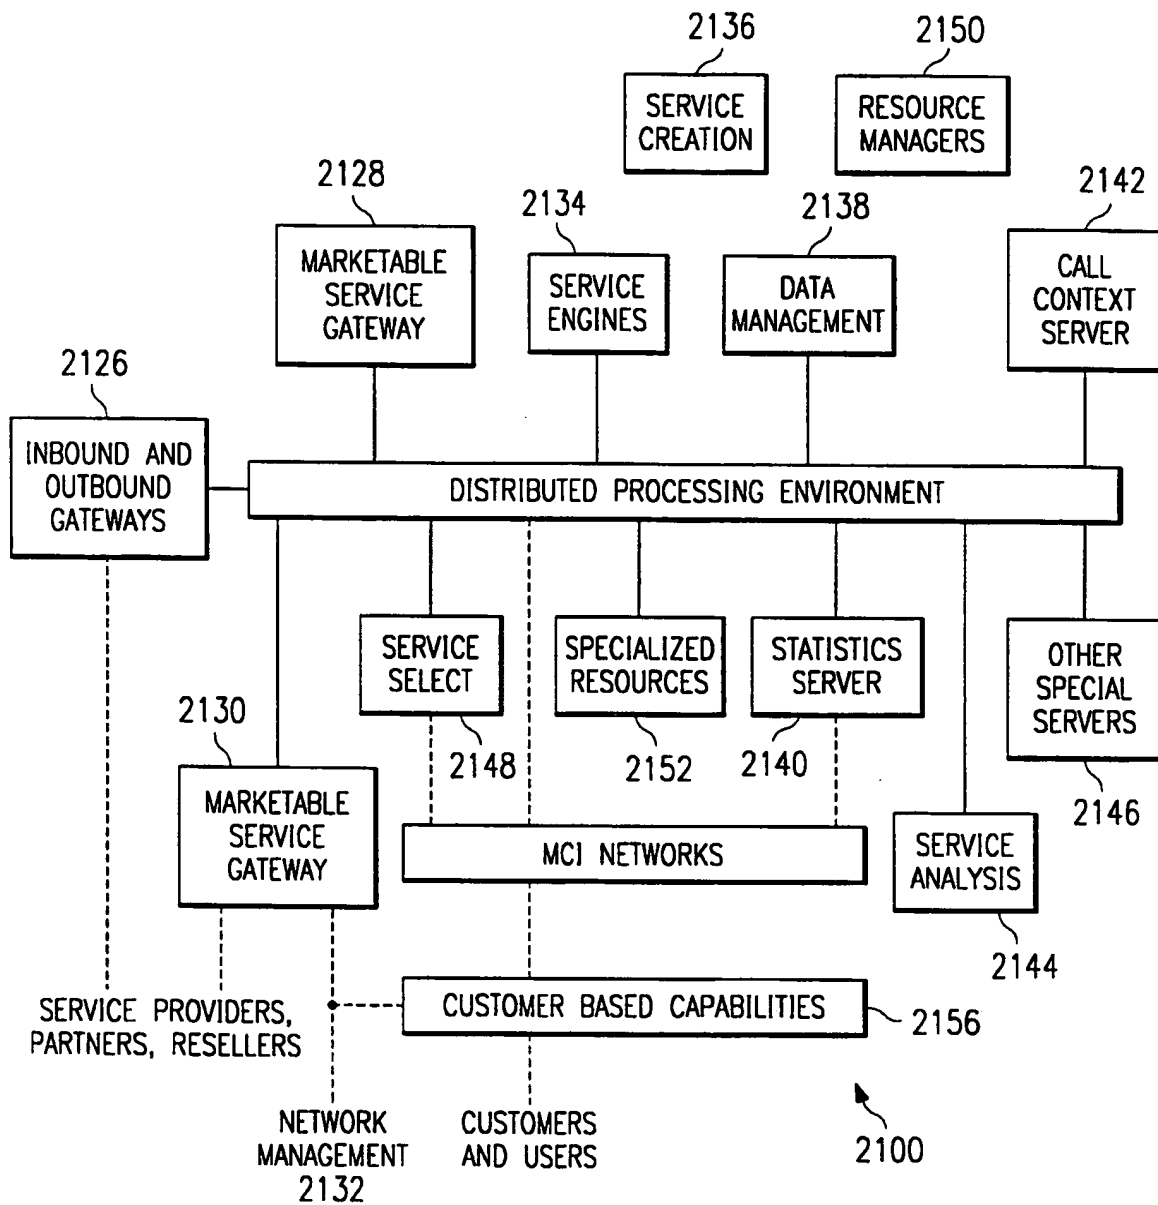 2136
2150
SERVICE
CREATION
RESOURCE
MANAGERS
2128
2134
2138
2142
MARKETABLE
SERVICE
GATEWAY
SERVICE
ENGINES
DATA
MANAGEMENT
CALL
CONTEXT
SERVER
2126
INBOUND AND
OUTBOUND
GATEWAYS
DISTRIBUTED PROCESSING ENVIRONMENT
SERVICE
SELECT
SPECIALIZED
RESOURCES
STATISTICS
SERVER
OTHER
SPECIAL
SERVERS
2130
2148
2152
2140
2146
MARKETABLE
SERVICE
GATEWAY
MCI NETWORKS
SERVICE
ANALYSIS
2144
SERVICE PROVIDERS,
PARTNERS, RESELLERS
CUSTOMER BASED CAPABILITIES
2156
NETWORK
MANAGEMENT
2132
CUSTOMERS
AND USERS
2100